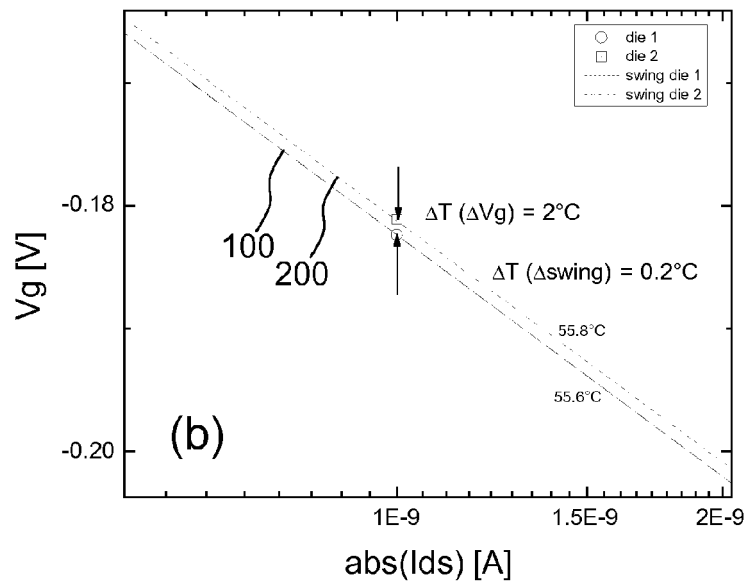 die 1
die 2
swing die 1
swing die 2
-0.18
ΔT (ΔVg) = 2°C
100
200
ΔT (Δswing) = 0.2°C
Vg [V]
55.8°C
55.6°C
(b)
-0.20
1E-9
1.5E-9
2E-9
abs(Ids) [A]